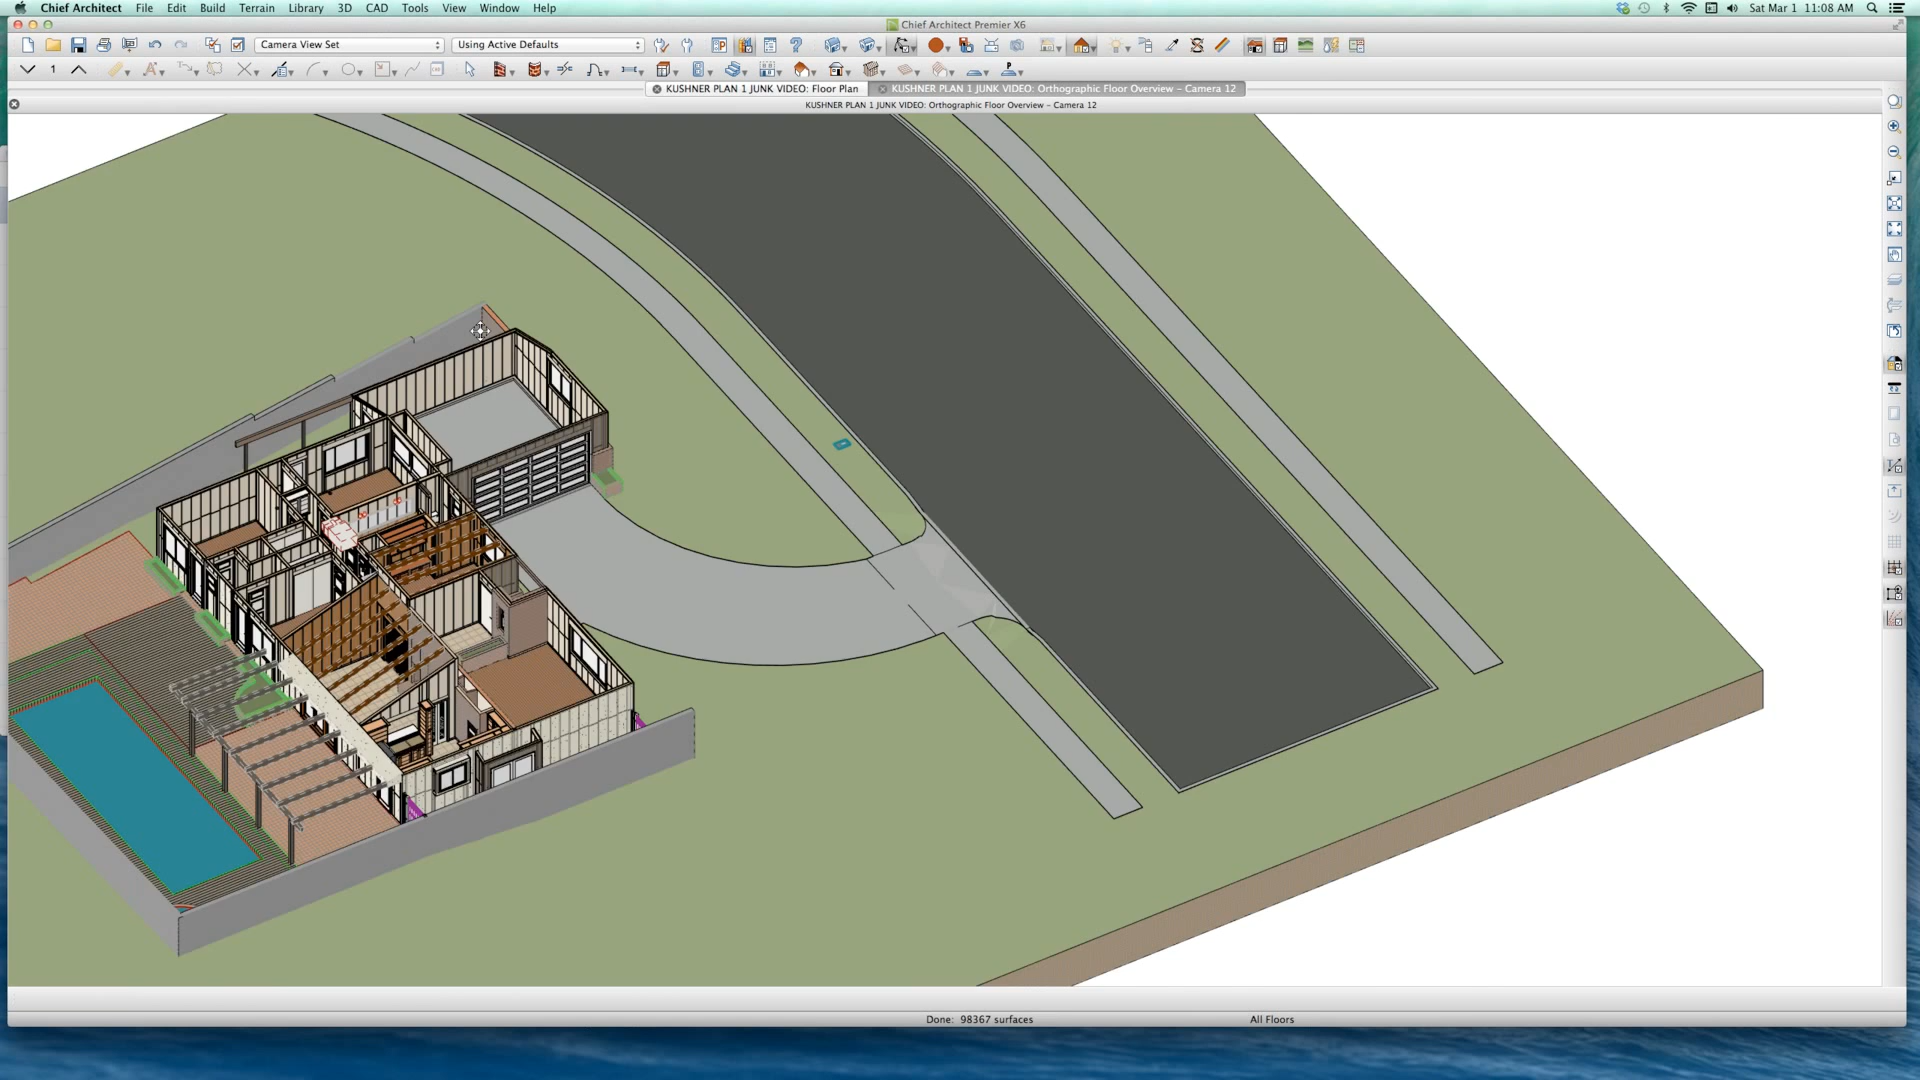 Chief Architect File Edit Build Terrain Library 3D CAD Tools View Window Help Sat Mar 1 11:08 AM
Chief Architect Premier X6
Camera View Set Using Active Defaults
1
KUSHNER PLAN 1 JUNK VIDEO: Floor Plan KUSHNER PLAN 1 JUNK VIDEO: Orthographic Floor Overview – Camera 12
KUSHNER PLAN 1 JUNK VIDEO: Orthographic Floor Overview – Camera 12
Done: 98367 surfaces All Floors